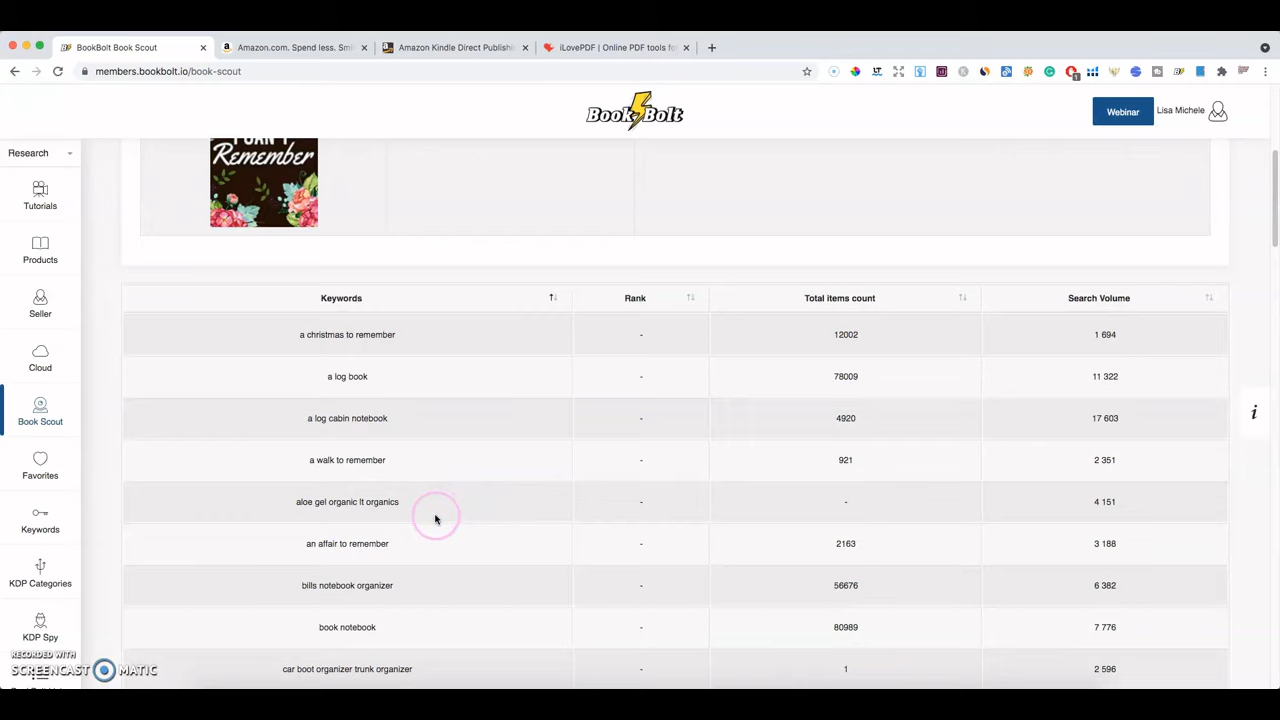 BookBolt Book Scout
Amazon.com. Spend less. Smi
Amazon Kindle Direct Publishi
iLovePDF | Online PDF tools fo
members.bookbolt.io/book-scout
Book Bolt
Webinar
Lisa Michele
Research
Tutorials
Products
Seller
Cloud
Book Scout
Favorites
Keywords
KDP Categories
KDP Spy
I CAN'T
Remember
Keywords Rank Total items count Search Volume
a christmas to remember - 12002 1 694
a log book - 78009 11 322
a log cabin notebook - 4920 17 603
a walk to remember - 921 2 351
aloe gel organic lt organics - - 4 151
an affair to remember - 2163 3 188
bills notebook organizer - 56676 6 382
book notebook - 80989 7 776
car boot organizer trunk organizer - 1 2 596
i
RECORDED WITH
SCREENCAST MATIC